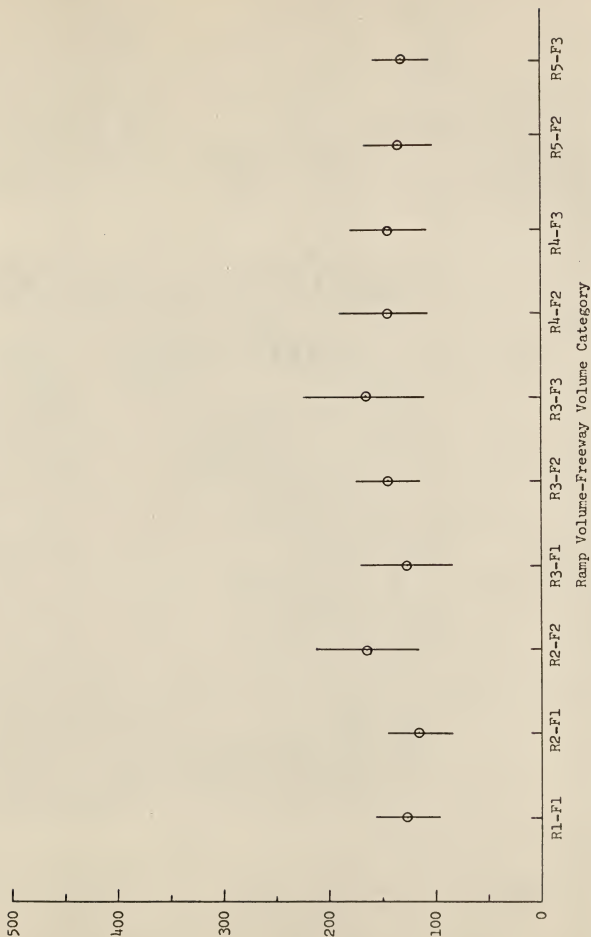 500
400
300
200
100
0
R1-F1
R2-F1
R2-F2
R3-F1
R3-F2
R3-F3
R4-F2
R4-F3
R5-F2
R5-F3
Ramp Volume-Freeway Volume Category